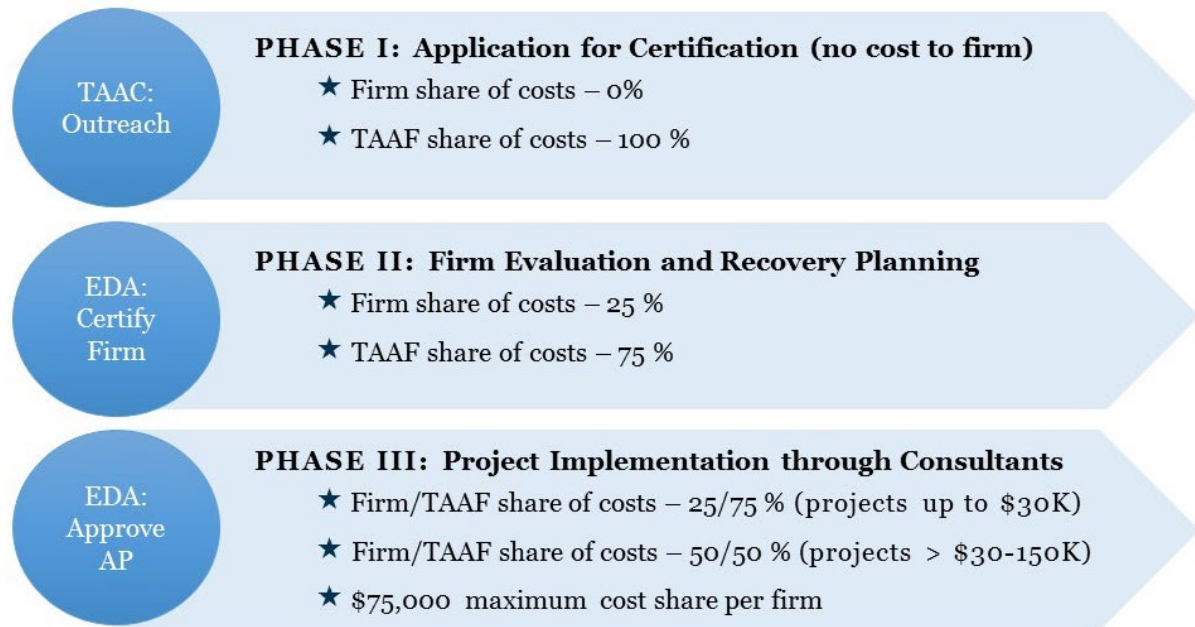 TAAC:
Outreach
PHASE I: Application for Certification (no cost to firm)
★ Firm share of costs – 0%
★ TAAF share of costs – 100 %
EDA:
Certify
Firm
PHASE II: Firm Evaluation and Recovery Planning
★ Firm share of costs – 25 %
★ TAAF share of costs – 75 %
EDA:
Approve
AP
PHASE III: Project Implementation through Consultants
★ Firm/TAAF share of costs – 25/75 % (projects up to $30K)
★ Firm/TAAF share of costs – 50/50 % (projects > $30-150K)
★ $75,000 maximum cost share per firm